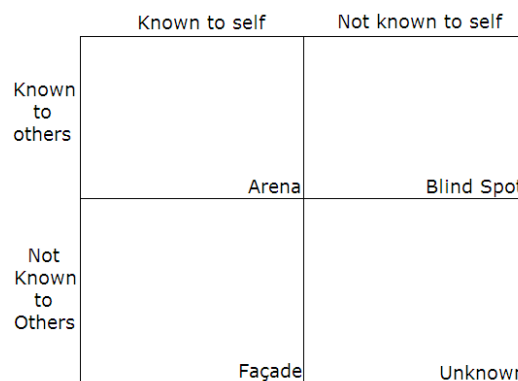 Known to self
Not known to self
Known
to
others
Arena
Blind Spot
Not
Known
to
Others
Façade
Unknown